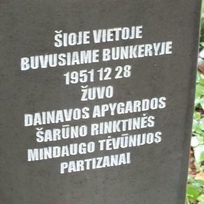 ŠIOJE VIETOJE
BUVUSIAME BUNKERYJE
1951 12 28
ŽUVO
DAINAVOS APYGARDOS
ŠARŪNO RINKTINĖS
MINDAUGO TĖVŪNIJOS
PARTIZANAI